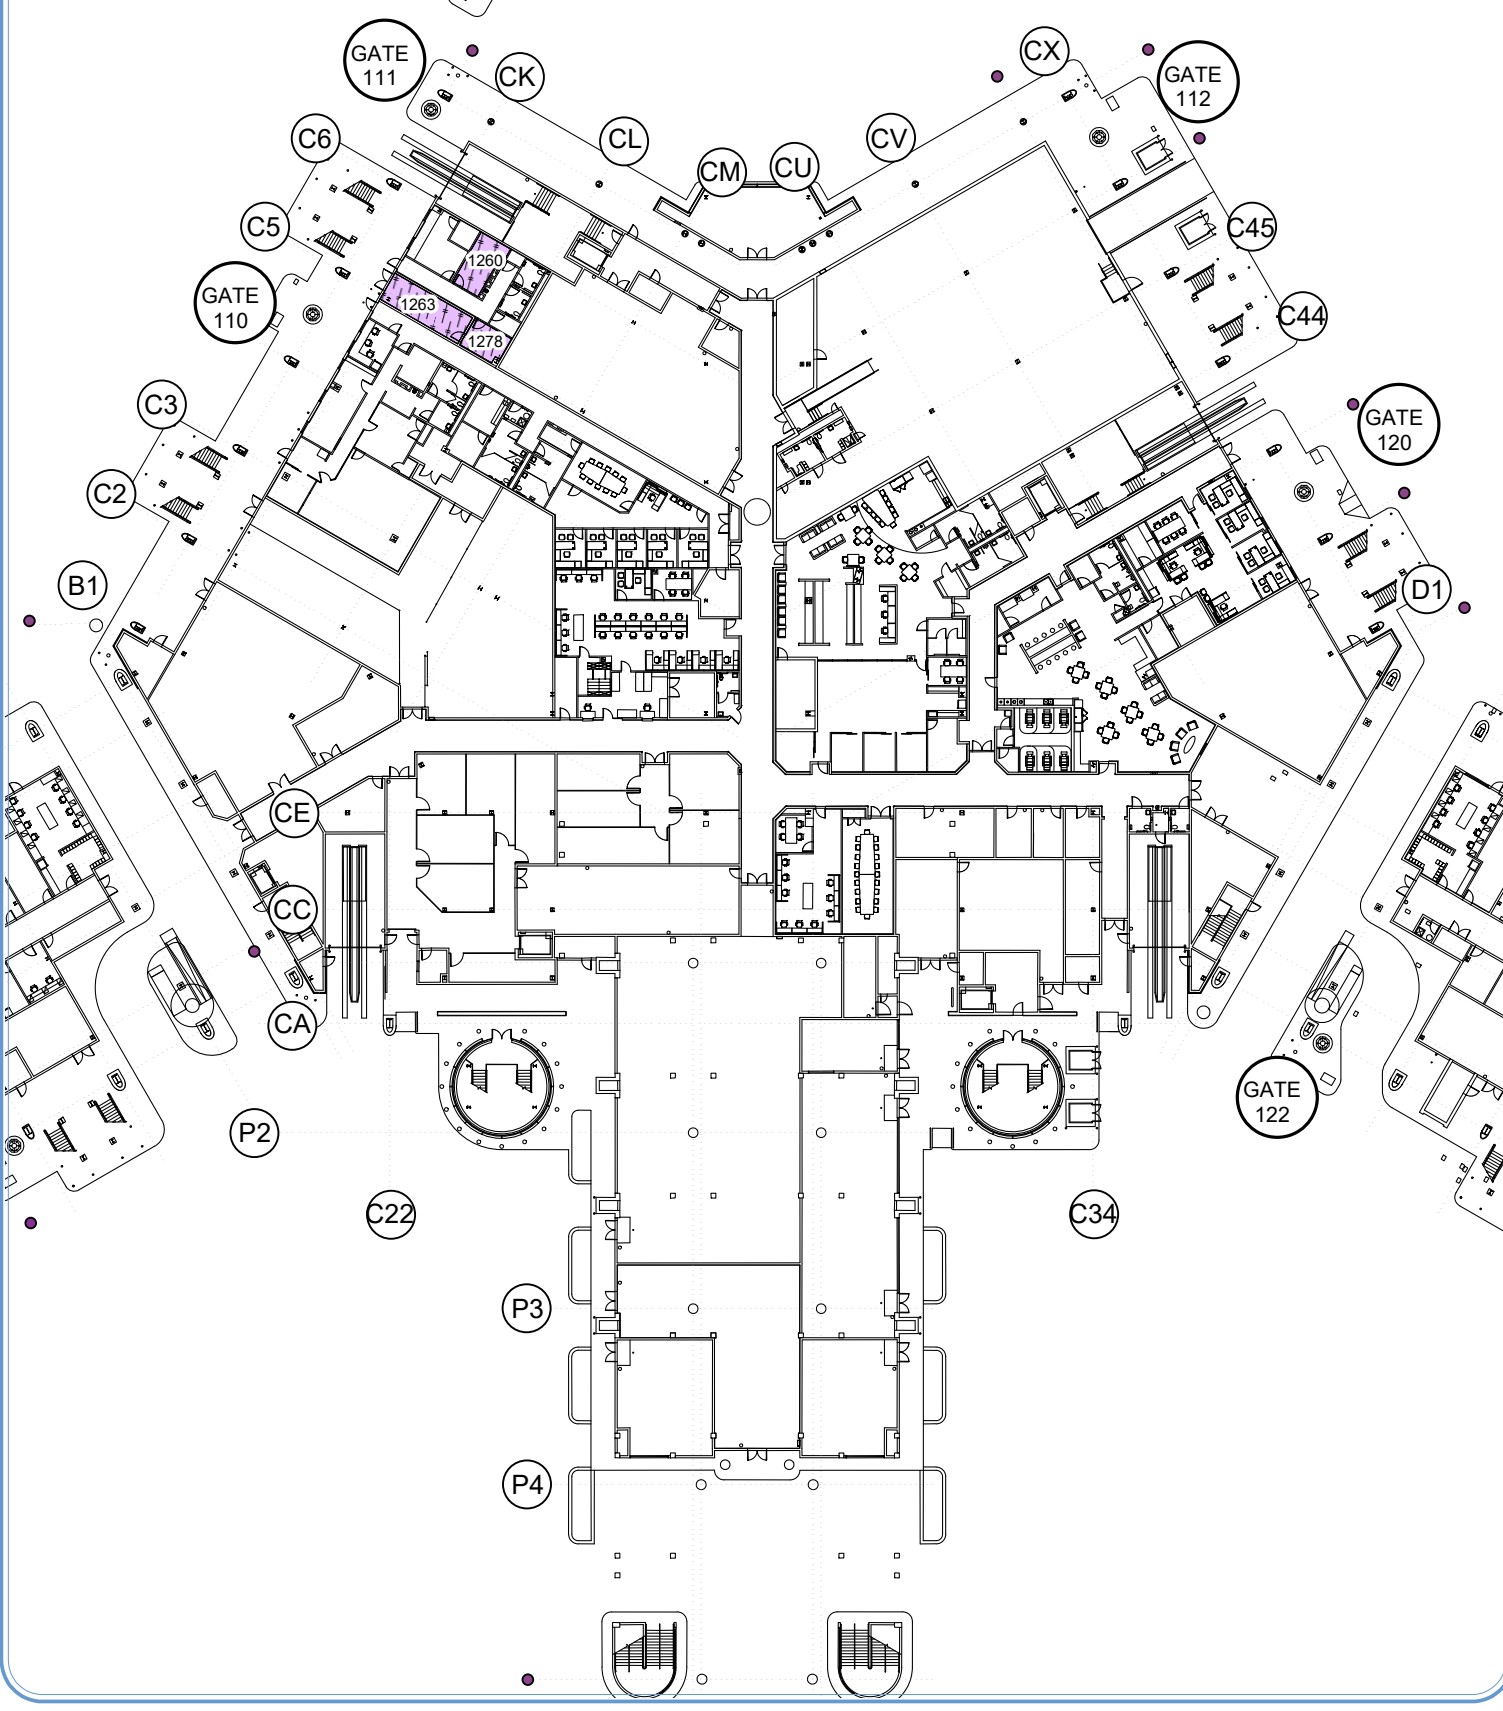 GATE
111
CK
CX
GATE
112
C6
CL
CV
CM
CU
C5
C45
1260
GATE
110
1263
C44
1278
C3
GATE
120
C2
B1
D1
CE
CC
CA
GATE
122
P2
C22
C34
P3
P4